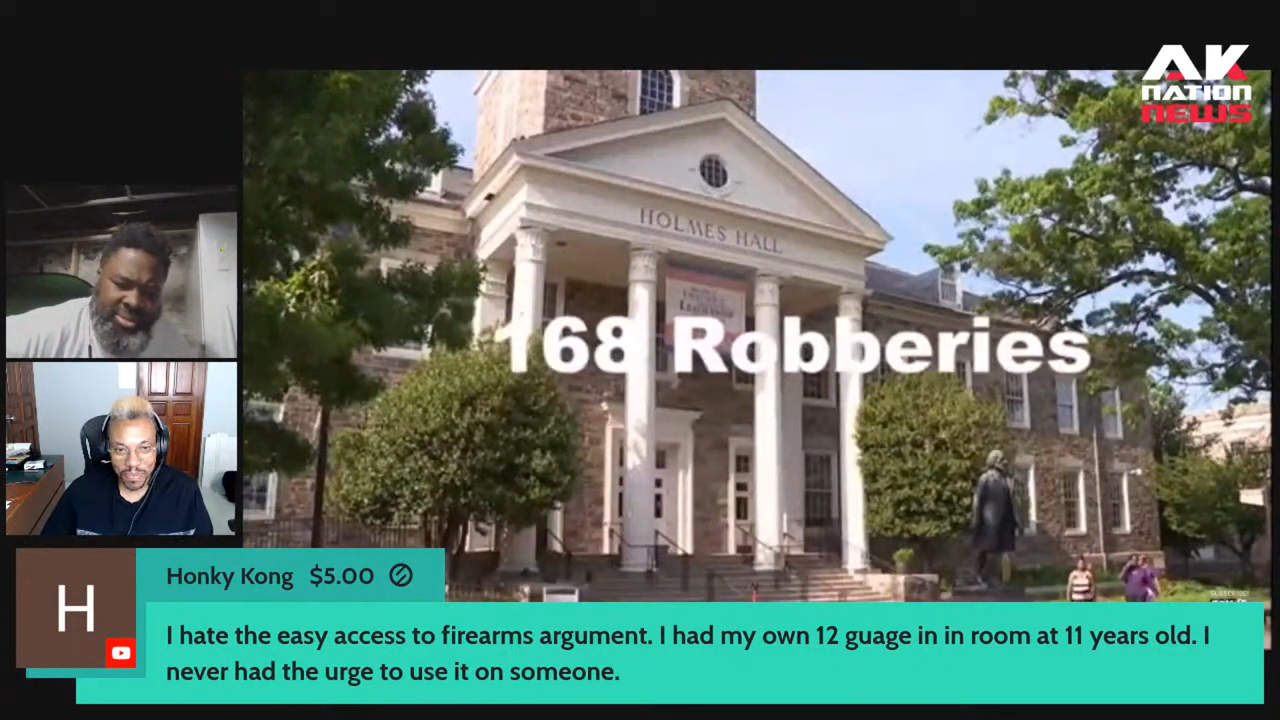 AK
NATION
NEWS
HOLMES HALL
168 Robberies
SUBSCRIBE!
H
Honky Kong $5.00
I hate the easy access to firearms argument. I had my own 12 guage in in room at 11 years old. I
never had the urge to use it on someone.